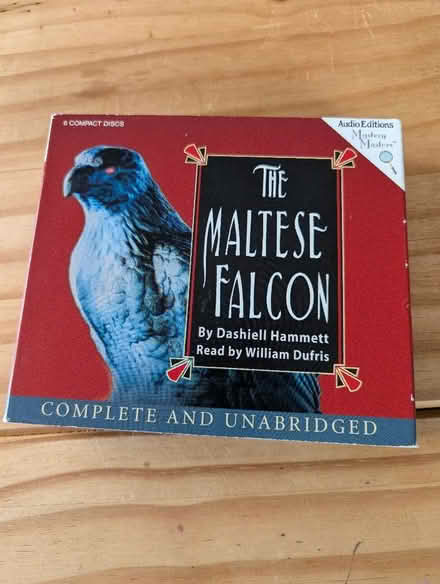 6 COMPACT DISCS
Audio Editions
Mystery
Masters™
THE
MALTESE
FALCON
By Dashiell Hammett
Read by William Dufris
COMPLETE AND UNABRIDGED